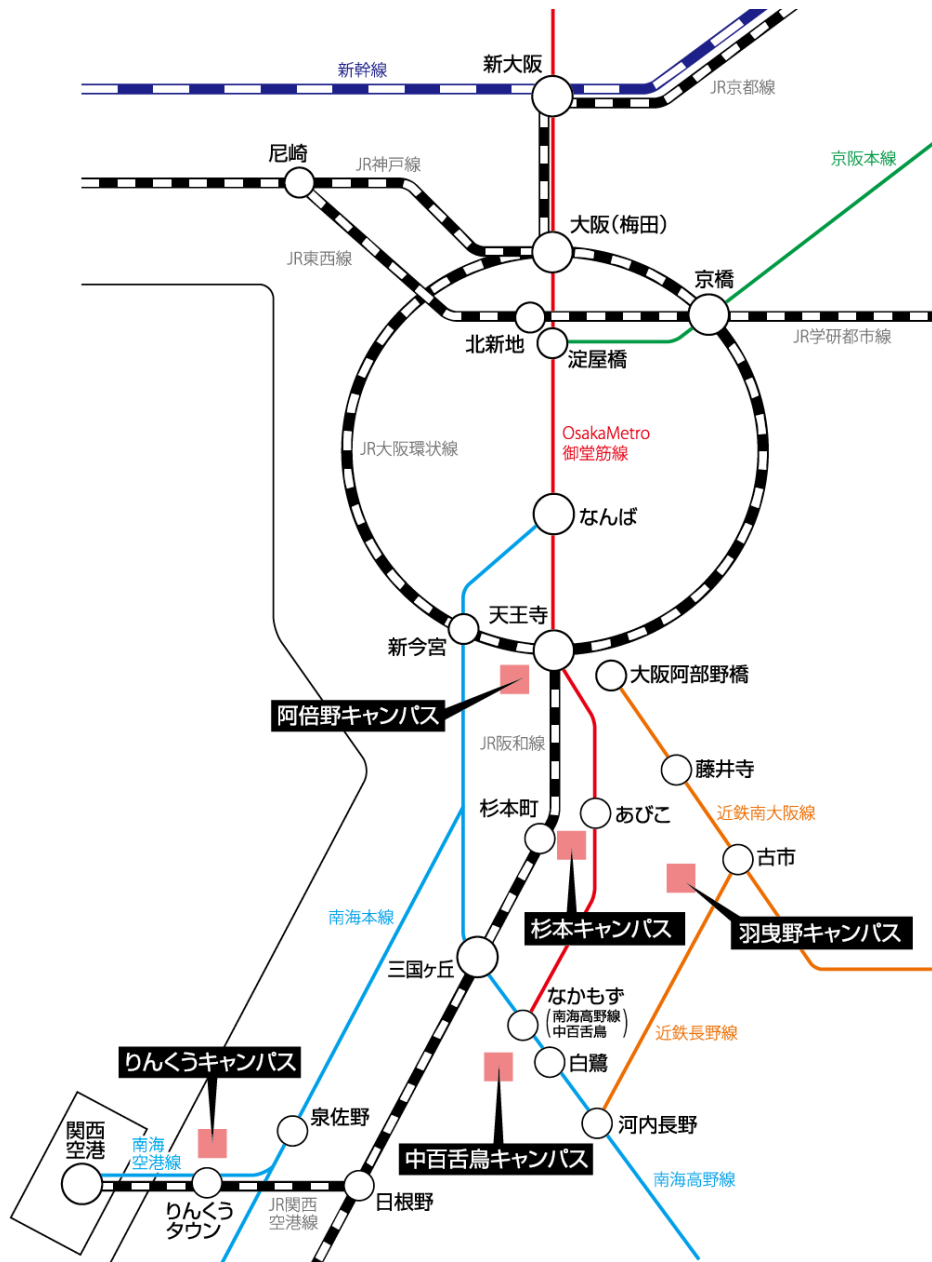 新幹線
新大阪
JR京都線
尼崎
JR神戸線
京阪本線
大阪(梅田)
JR東西線
京橋
北新地
淀屋橋
JR学研都市線
JR大阪環状線
OsakaMetro
御堂筋線
なんば
天王寺
新今宮
大阪阿部野橋
阿倍野キャンパス
JR阪和線
藤井寺
杉本町
あびこ
近鉄南大阪線
古市
南海本線
杉本キャンパス
羽曳野キャンパス
三国ヶ丘
なかもず
(南海高野線
中百舌鳥)
近鉄長野線
りんくうキャンパス
白鷺
関西
空港
南海
空港線
泉佐野
河内長野
中百舌鳥キャンパス
南海高野線
りんくう
タウン
JR関西
空港線
日根野